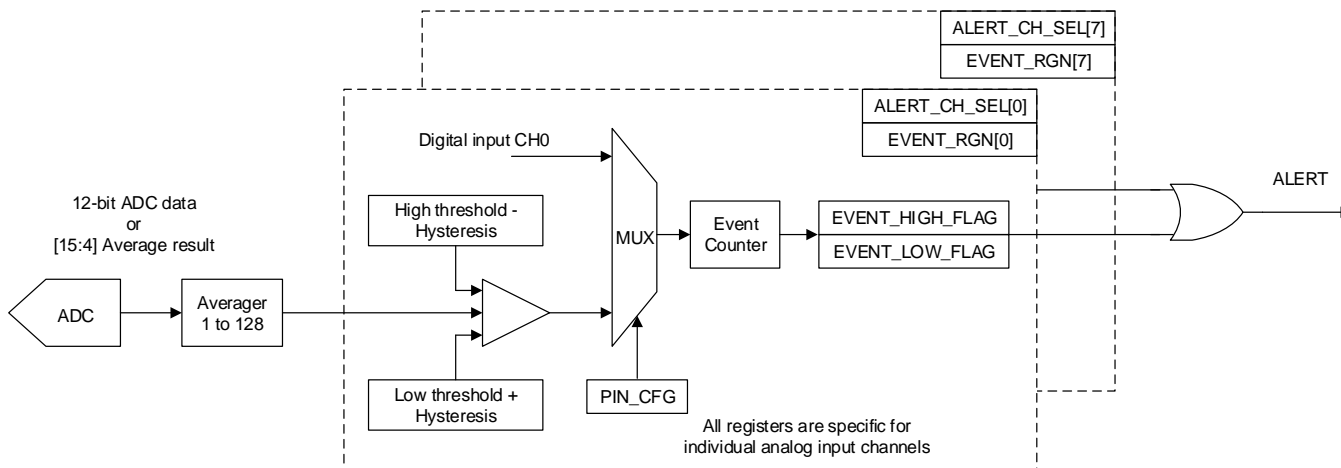 ALERT_CH_SEL[7]
EVENT_RGN[7]
ALERT_CH_SEL[0]
EVENT_RGN[0]
Digital input CH0
12-bit ADC data
or
[15:4] Average result
High threshold -
Hysteresis
MUX
Event
Counter
EVENT_HIGH_FLAG
EVENT_LOW_FLAG
ALERT
ADC
Averager
1 to 128
Low threshold +
Hysteresis
PIN_CFG
All registers are specific for
individual analog input channels